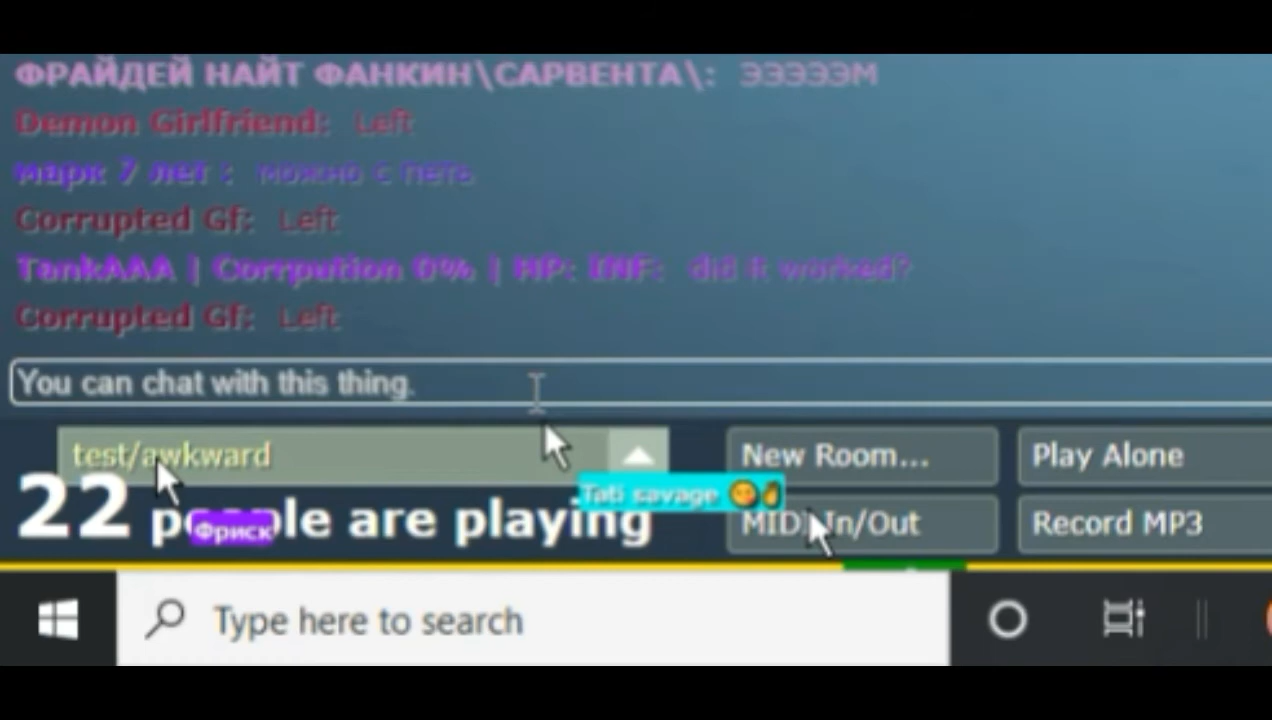 ФРАЙДЕЙ НАЙТ ФАНКИН\САРВЕНТА\: ЭЭЭЭЭМ
Demon Girlfriend: Left
марк 7 лет : можно с петь
Corrupted Gf: Left
TankAAA | Corrpution 0% | HP: INF: did it worked?
Corrupted Gf: Left
You can chat with this thing.
test/awkward
New Room...
Play Alone
Tati savage 😋✌
22 people are playing
Фриск
MIDI In/Out
Record MP3
Type here to search